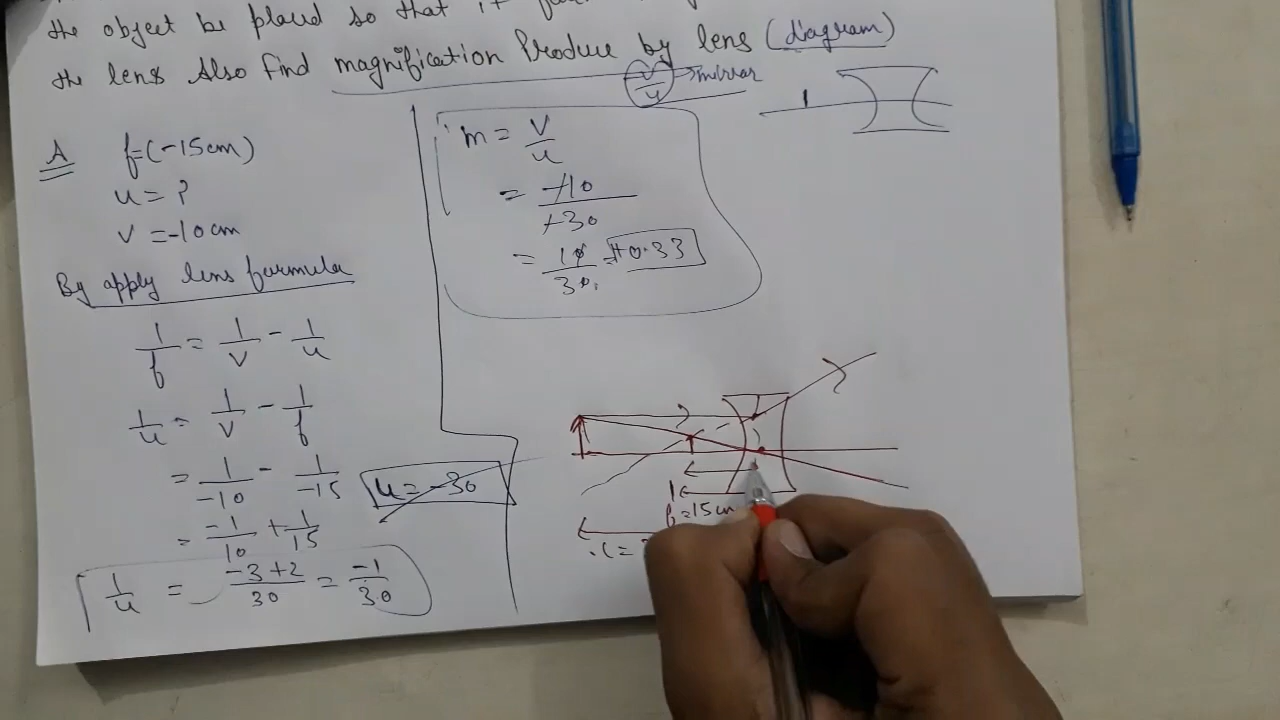 the object be placed so that it
the lens Also find magnification Produce by lens (diagram)
v/u → mirror
A f=(-15cm)
u = ?
v = -10cm
By apply lens formula
1/f = 1/v - 1/u
1/u = 1/v - 1/f
= 1/-10 - 1/-15
= -1/10 + 1/15
1/u = -3+2/30 = -1/30
u = -30
m = v/u
= -10/+30
= 10/30 = +0.33
f=15cm